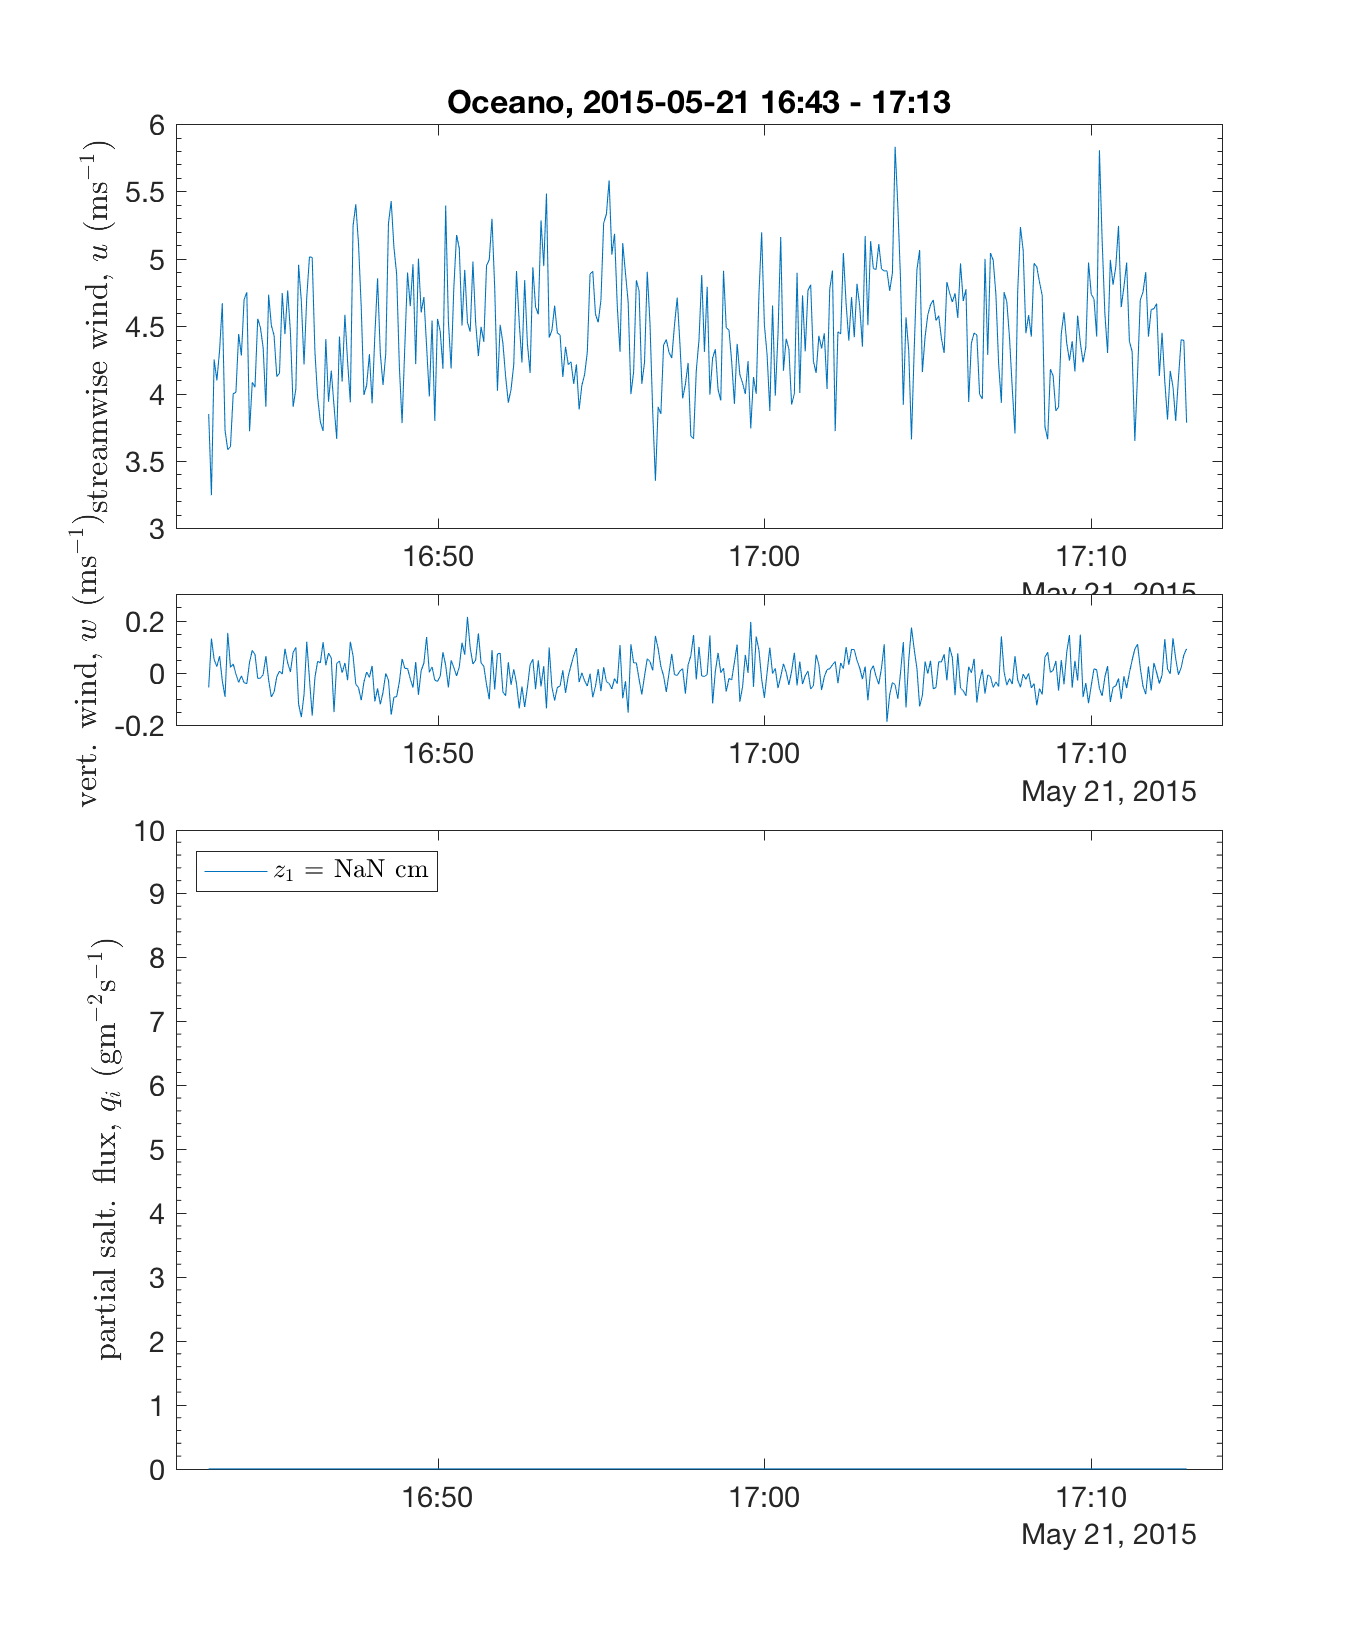 Oceano, 2015-05-21 16:43 - 17:13
streamwise wind, u (ms⁻¹)
6
5.5
5
4.5
4
3.5
3
16:50 17:00 17:10
May 21, 2015
vert. wind, w (ms⁻¹)
0.2
0
-0.2
16:50 17:00 17:10
May 21, 2015
partial salt. flux, qᵢ (gm⁻²s⁻¹)
z₁ = NaN cm
10
9
8
7
6
5
4
3
2
1
0
16:50 17:00 17:10
May 21, 2015